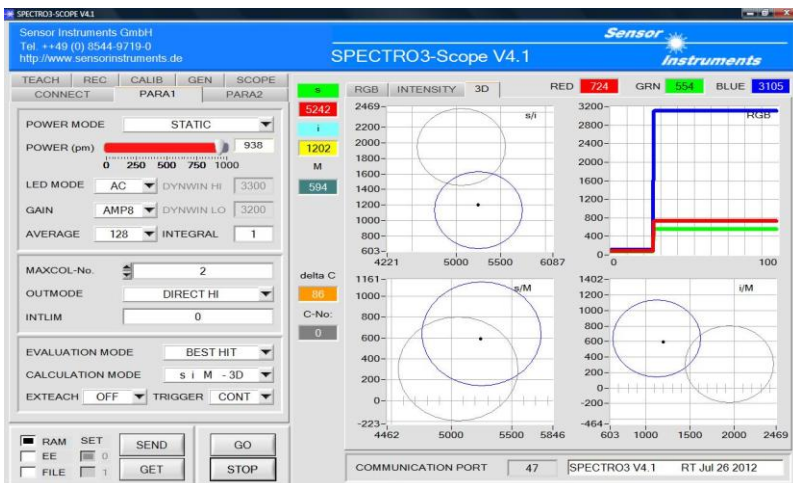 SPECTRO3-SCOPE V4.1
Sensor Instruments GmbH
Tel. ++49 (0) 8544-9719-0
http://www.sensorinstruments.de
SPECTRO3-Scope V4.1
Sensor
Instruments
TEACH REC CALIB GEN SCOPE
CONNECT PARA1 PARA2
POWER MODE STATIC
POWER (pm) 938
0 250 500 750 1000
LED MODE AC DYNWIN HI 3300
GAIN AMP8 DYNWIN LO 3200
AVERAGE 128 INTEGRAL 1
MAXCOL-No. 2
OUTMODE DIRECT HI
INTLIM 0
EVALUATION MODE BEST HIT
CALCULATION MODE s i M - 3D
EXTEACH OFF TRIGGER CONT
RAM SET SEND GO
EE 0
FILE 1 GET STOP
s
5242
i
1202
M
594
delta C
86
C-No:
0
RGB INTENSITY 3D RED 724 GRN 554 BLUE 3105
s/i
2469
2200
2000
1800
1600
1400
1200
1000
800
603
4221 5000 5500 6087
RGB
3200
2800
2400
2000
1600
1200
800
400
0
0 100
s/M
1161
1000
800
600
400
200
0
-223
4462 5000 5500 5846
i/M
1402
1200
1000
800
600
400
200
0
-200
-464
603 1000 1500 2000 2469
COMMUNICATION PORT 47 SPECTRO3 V4.1 RT Jul 26 2012